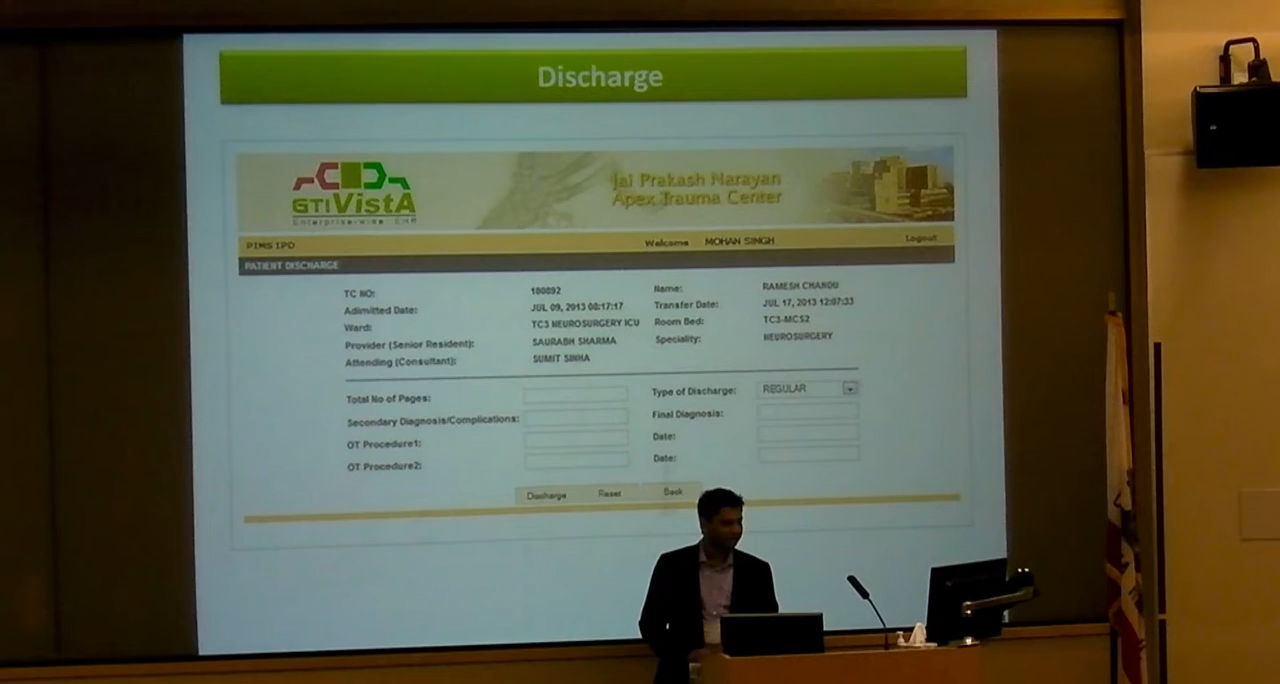 Discharge
GTI VistA
Enterprise-wise EHR
Jai Prakash Narayan
Apex Trauma Center
PIMS IPD
Welcome MOHAN SINGH
Logout
PATIENT DISCHARGE
TC NO: 180892 Name: RAMESH CHANDU
Adimitted Date: JUL 09, 2013 08:17:17 Transfer Date: JUL 17, 2013 12:07:33
Ward: TC3 NEUROSURGERY ICU Room Bed: TC3-MCS2
Provider (Senior Resident): SAURABH SHARMA Speciality: NEUROSURGERY
Attending (Consultant): SUMIT SINHA
Total No of Pages: Type of Discharge: REGULAR
Secondary Diagnosis/Complications: Final Diagnosis:
OT Procedure1: Date:
OT Procedure2: Date:
Discharge Reset Back